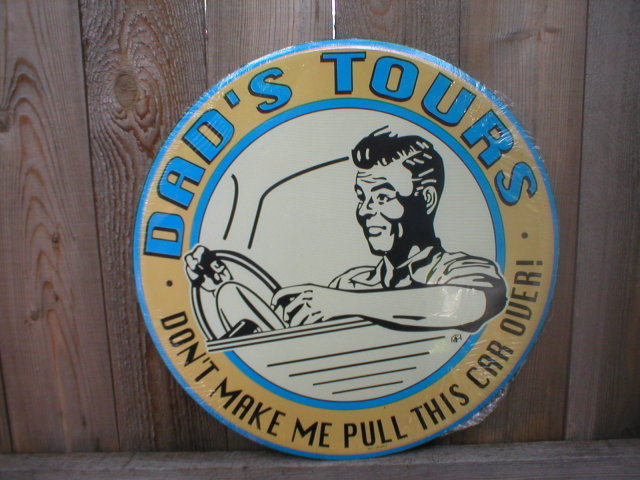 DAD'S TOURS
· DON'T MAKE ME PULL THIS CAR OVER! ·